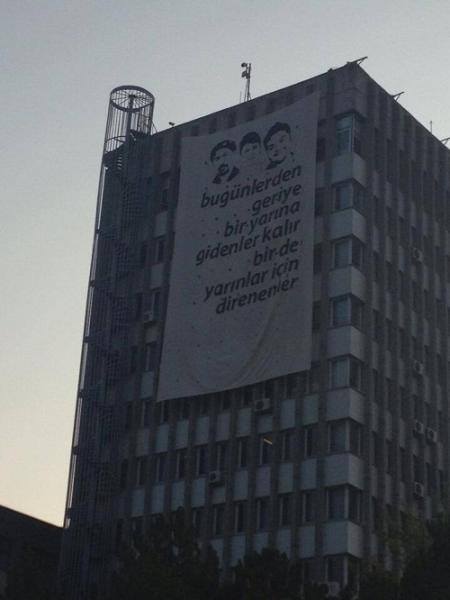 bugünlerden
geriye
bir yarına
gidenler kalır
bir de
yarınlar için
direnenler